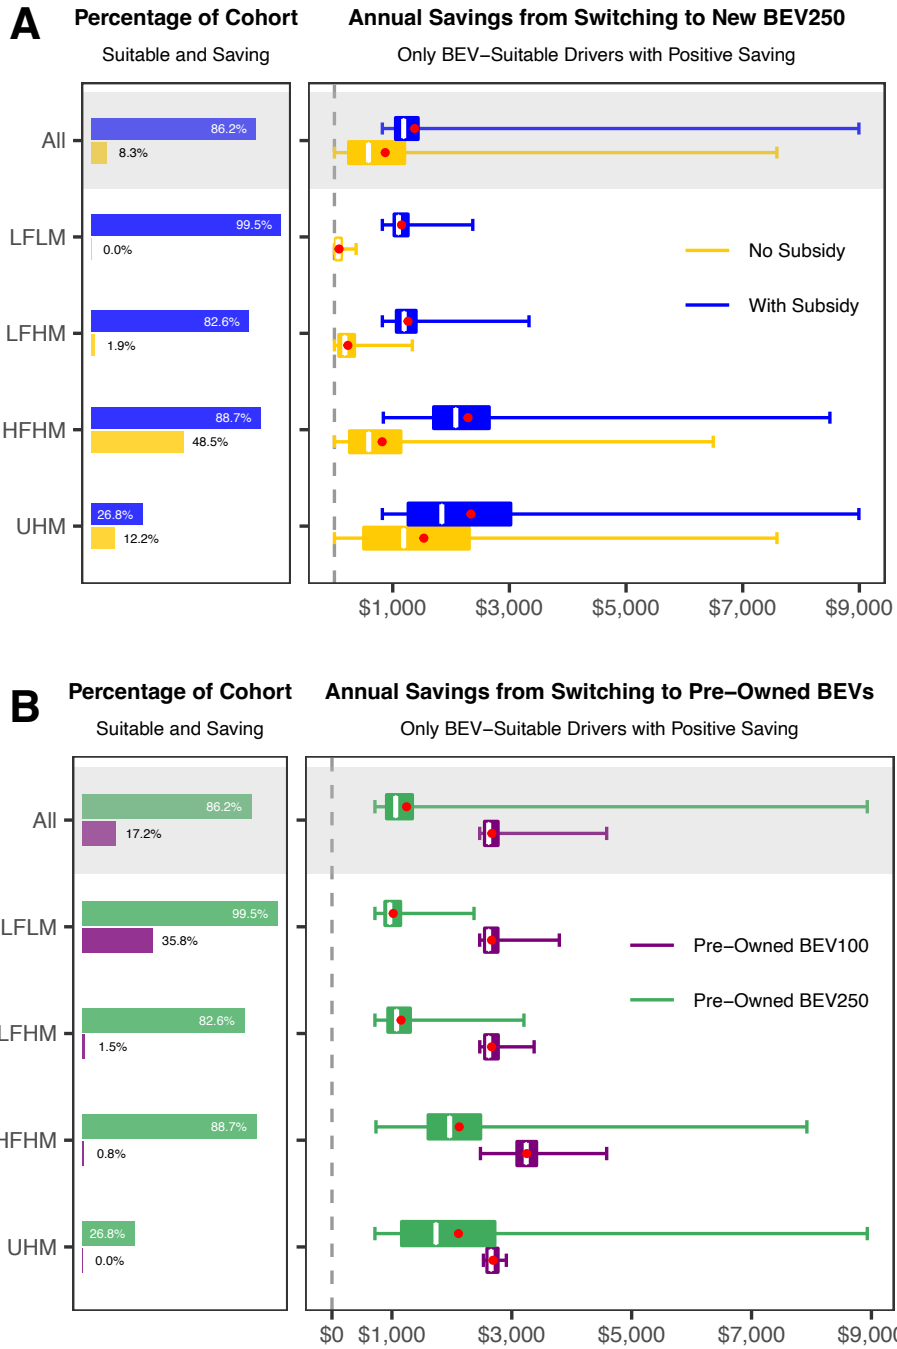 A
Percentage of Cohort
Annual Savings from Switching to New BEV250
Suitable and Saving
Only BEV−Suitable Drivers with Positive Saving
All
86.2%
8.3%
LFLM
99.5%
0.0%
No Subsidy
With Subsidy
LFHM
82.6%
1.9%
HFHM
88.7%
48.5%
UHM
26.8%
12.2%
$1,000 $3,000 $5,000 $7,000 $9,000
B
Percentage of Cohort
Annual Savings from Switching to Pre−Owned BEVs
Suitable and Saving
Only BEV−Suitable Drivers with Positive Saving
All
86.2%
17.2%
LFLM
99.5%
35.8%
Pre−Owned BEV100
Pre−Owned BEV250
LFHM
82.6%
1.5%
HFHM
88.7%
0.8%
UHM
26.8%
0.0%
$0 $1,000 $3,000 $5,000 $7,000 $9,000